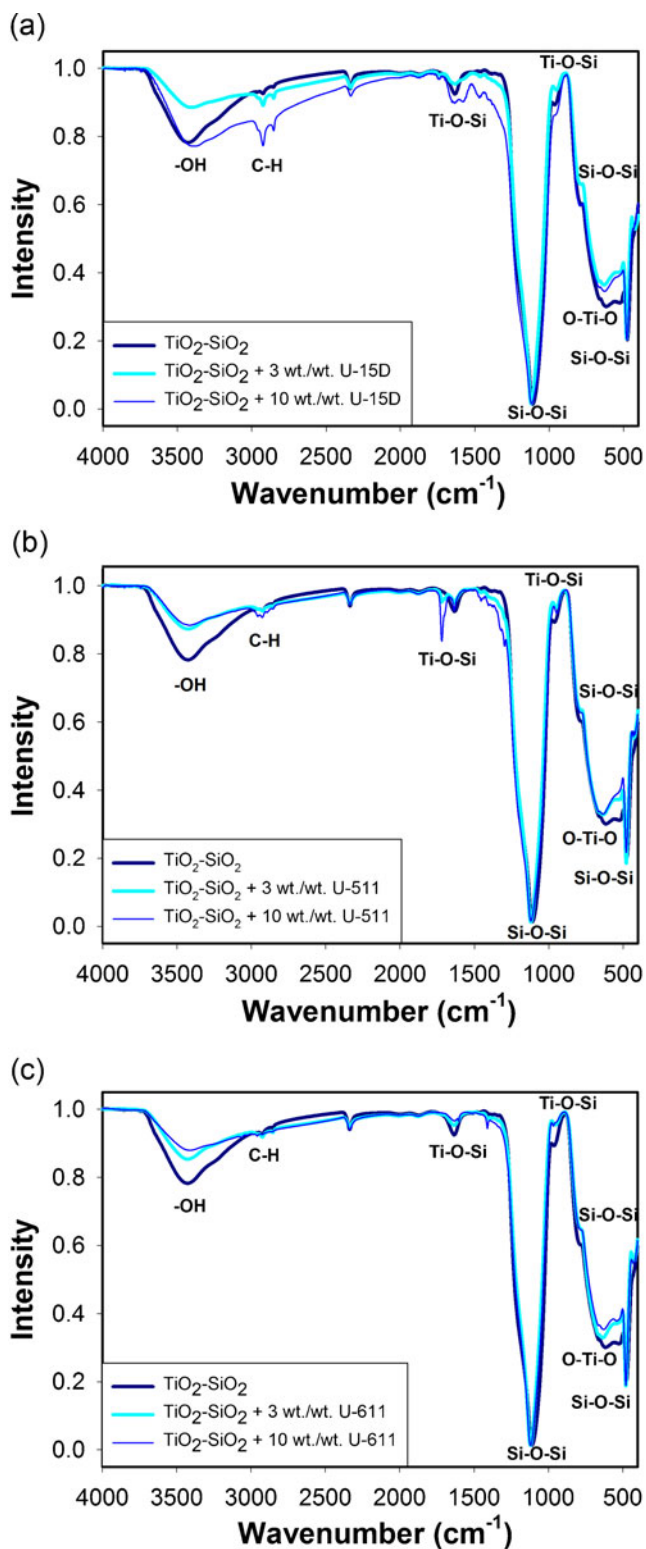 (a)
1.0
0.8
0.6
0.4
0.2
0.0
Intensity
Ti-O-Si
Ti-O-Si
-OH
C-H
Si-O-Si
O-Ti-O
Si-O-Si
Si-O-Si
TiO2-SiO2
TiO2-SiO2 + 3 wt./wt. U-15D
TiO2-SiO2 + 10 wt./wt. U-15D
4000 3500 3000 2500 2000 1500 1000 500
Wavenumber (cm-1)
(b)
1.0
0.8
0.6
0.4
0.2
0.0
Intensity
Ti-O-Si
C-H
Ti-O-Si
-OH
Si-O-Si
O-Ti-O
Si-O-Si
Si-O-Si
TiO2-SiO2
TiO2-SiO2 + 3 wt./wt. U-511
TiO2-SiO2 + 10 wt./wt. U-511
4000 3500 3000 2500 2000 1500 1000 500
Wavenumber (cm-1)
(c)
1.0
0.8
0.6
0.4
0.2
0.0
Intensity
Ti-O-Si
C-H
Ti-O-Si
-OH
Si-O-Si
O-Ti-O
Si-O-Si
Si-O-Si
TiO2-SiO2
TiO2-SiO2 + 3 wt./wt. U-611
TiO2-SiO2 + 10 wt./wt. U-611
4000 3500 3000 2500 2000 1500 1000 500
Wavenumber (cm-1)